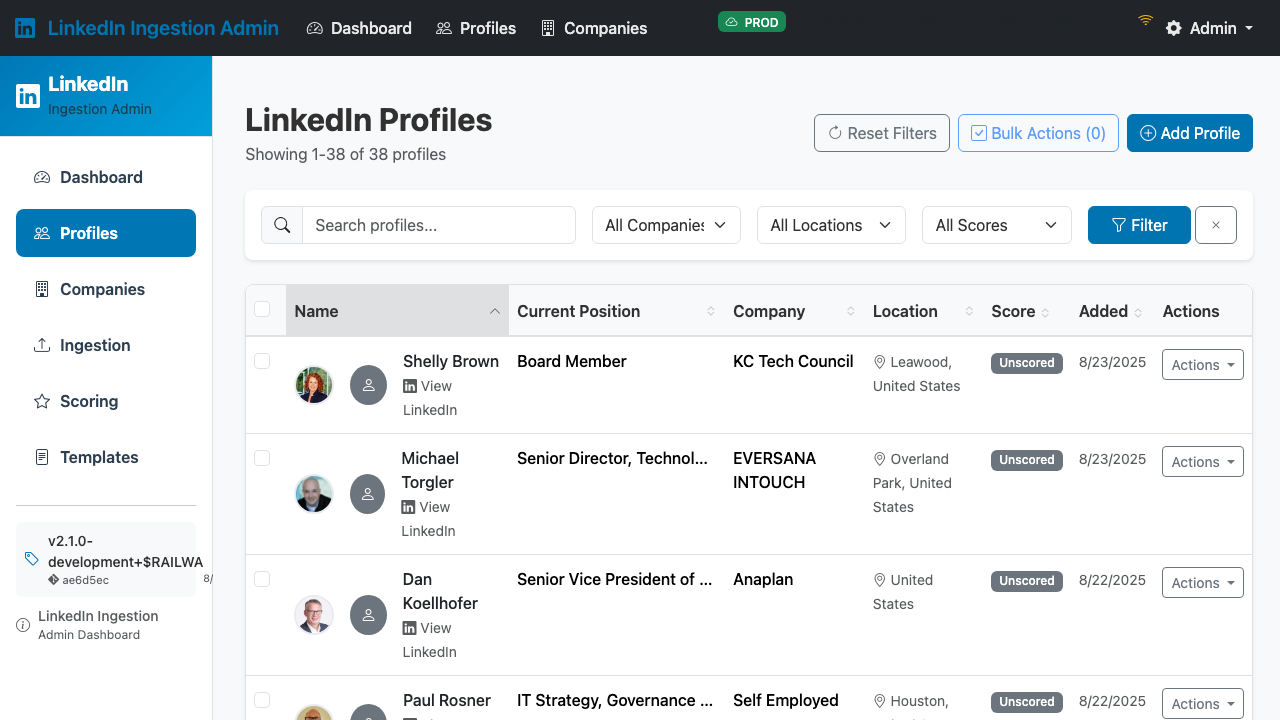 LinkedIn Ingestion Admin
Dashboard
Profiles
Companies
PROD
Admin
LinkedIn
Ingestion Admin
Dashboard
Profiles
Companies
Ingestion
Scoring
Templates
v2.1.0-
development+$RAILWA
ae6d5ec
8/
LinkedIn Ingestion
Admin Dashboard
LinkedIn Profiles
Showing 1-38 of 38 profiles
Reset Filters
Bulk Actions (0)
Add Profile
Search profiles...
All Companies
All Locations
All Scores
Filter
×
Name
Current Position
Company
Location
Score
Added
Actions
Shelly Brown
View
LinkedIn
Board Member
KC Tech Council
Leawood,
United States
Unscored
8/23/2025
Actions
Michael
Torgler
View
LinkedIn
Senior Director, Technol...
EVERSANA
INTOUCH
Overland
Park, United
States
Unscored
8/23/2025
Actions
Dan
Koellhofer
View
LinkedIn
Senior Vice President of ...
Anaplan
United
States
Unscored
8/22/2025
Actions
Paul Rosner
IT Strategy, Governance ...
Self Employed
Houston,
Unscored
8/22/2025
Actions